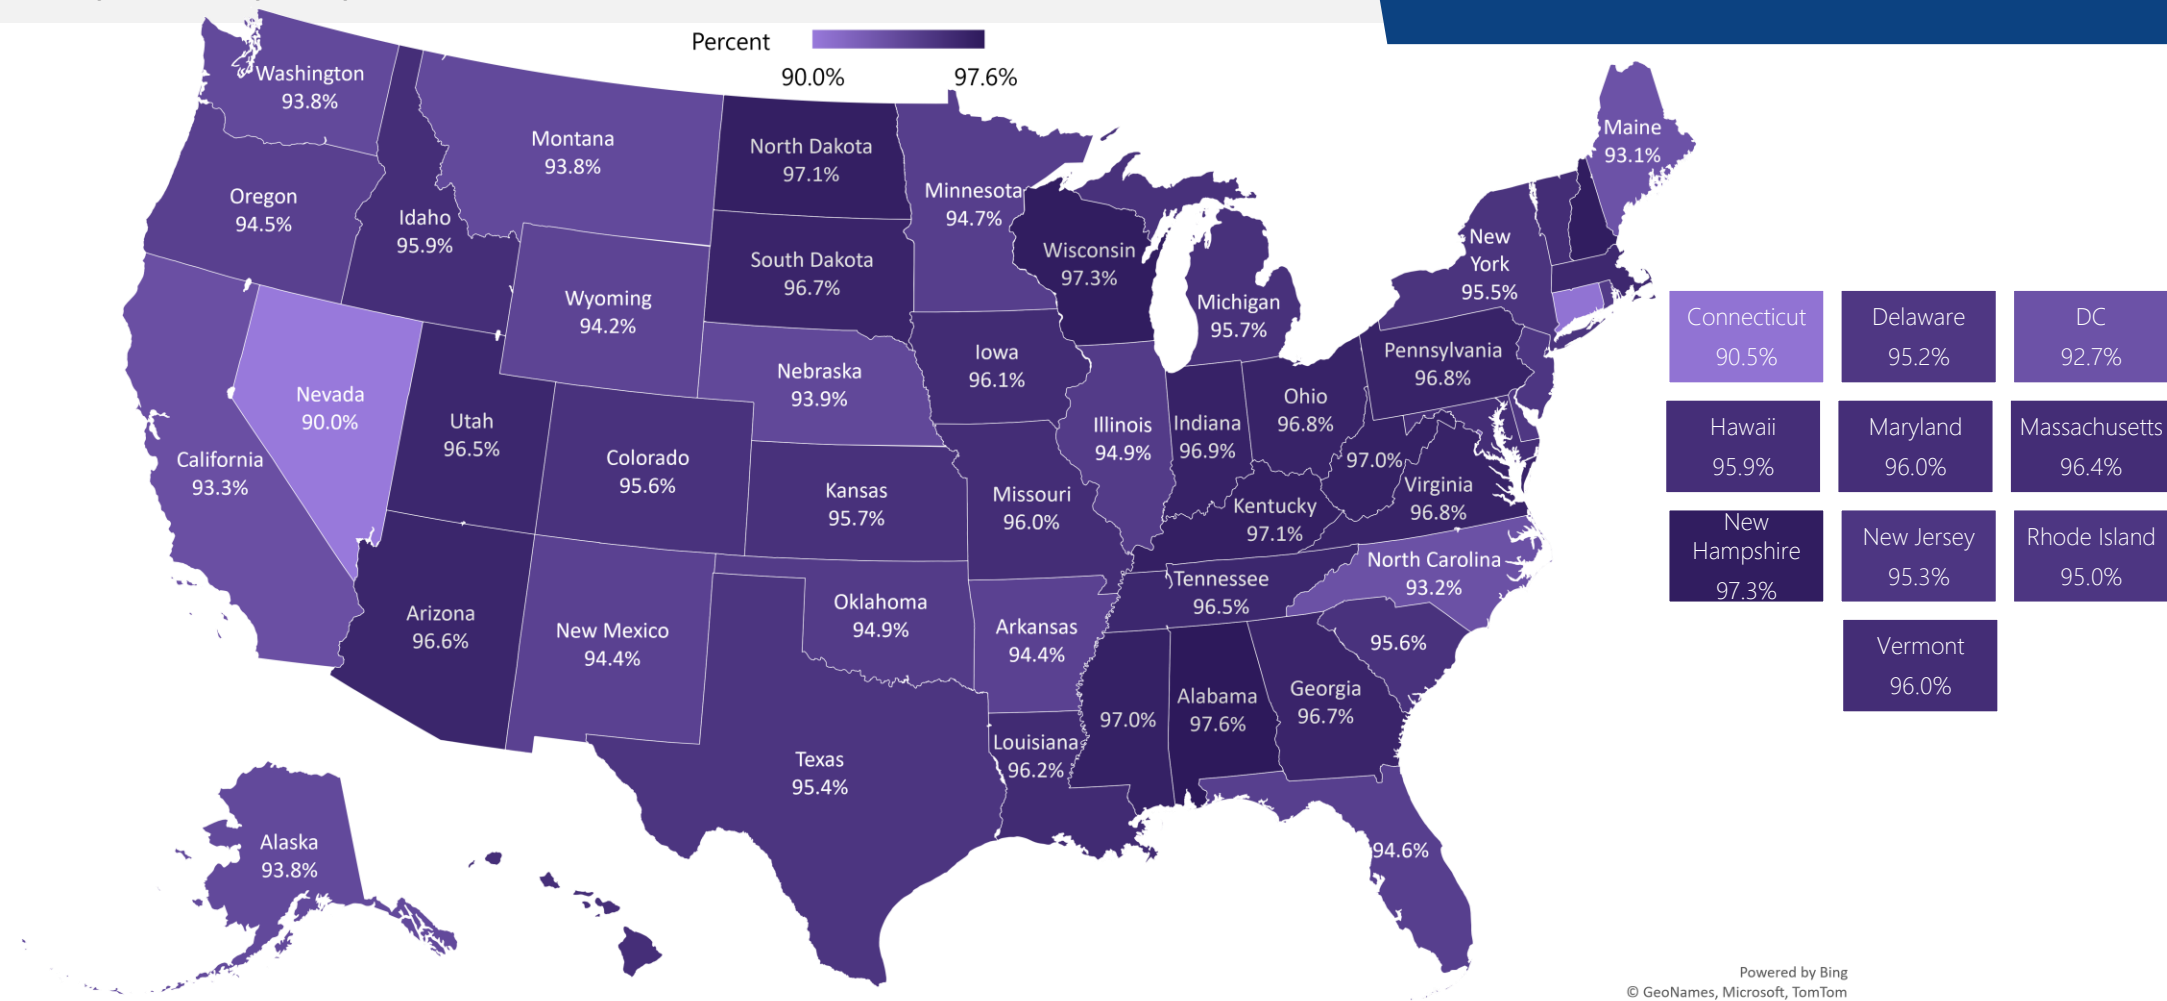 Percent
90.0%
97.6%
Washington
93.8%
Montana
93.8%
North Dakota
97.1%
Minnesota
94.7%
Maine
93.1%
Oregon
94.5%
Idaho
95.9%
South Dakota
96.7%
Wisconsin
97.3%
Michigan
95.7%
New
York
95.5%
Wyoming
94.2%
Nebraska
93.9%
Iowa
96.1%
Pennsylvania
96.8%
Nevada
90.0%
Utah
96.5%
Colorado
95.6%
Illinois
94.9%
Indiana
96.9%
Ohio
96.8%
97.0%
California
93.3%
Kansas
95.7%
Missouri
96.0%
Kentucky
97.1%
Virginia
96.8%
Arizona
96.6%
New Mexico
94.4%
Oklahoma
94.9%
Arkansas
94.4%
Tennessee
96.5%
North Carolina
93.2%
95.6%
Texas
95.4%
Louisiana
96.2%
97.0%
Alabama
97.6%
Georgia
96.7%
94.6%
Alaska
93.8%
Connecticut
90.5%
Delaware
95.2%
DC
92.7%
Hawaii
95.9%
Maryland
96.0%
Massachusetts
96.4%
New
Hampshire
97.3%
New Jersey
95.3%
Rhode Island
95.0%
Vermont
96.0%
Powered by Bing
© GeoNames, Microsoft, TomTom